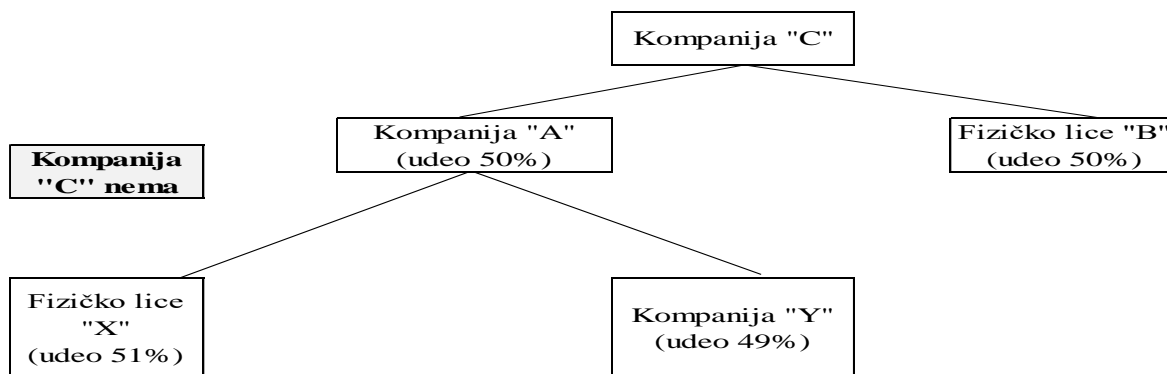 Kompanija "C"
Kompanija "A"
(udeo 50%)
Fizičko lice "B"
(udeo 50%)
Kompanija
"C" nema
Fizičko lice
"X"
(udeo 51%)
Kompanija "Y"
(udeo 49%)